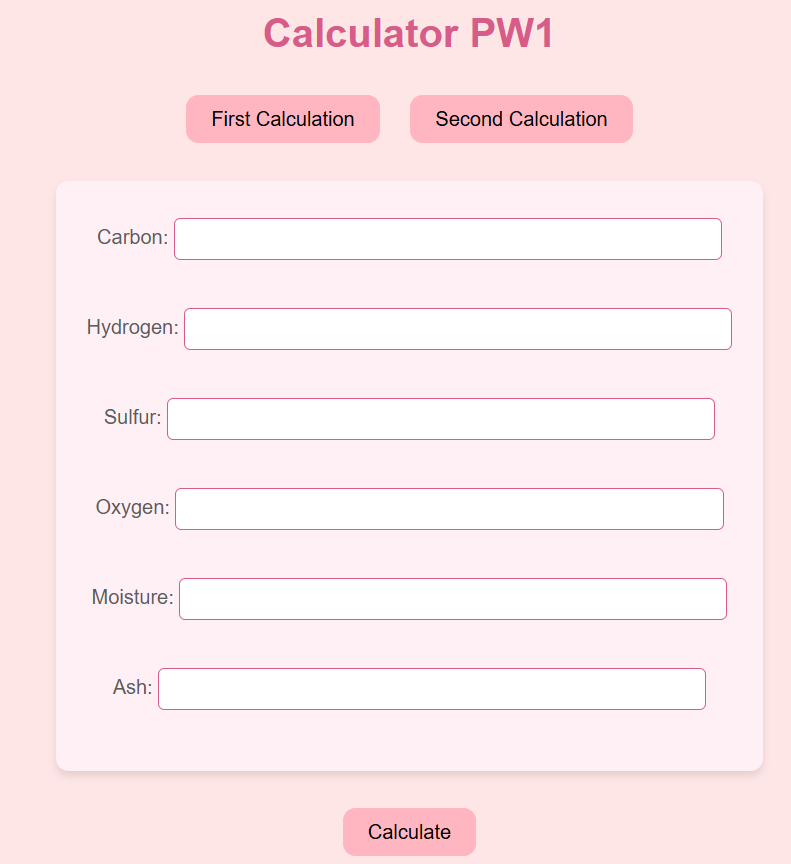 Calculator PW1
First Calculation Second Calculation
Carbon:
Hydrogen:
Sulfur:
Oxygen:
Moisture:
Ash:
Calculate